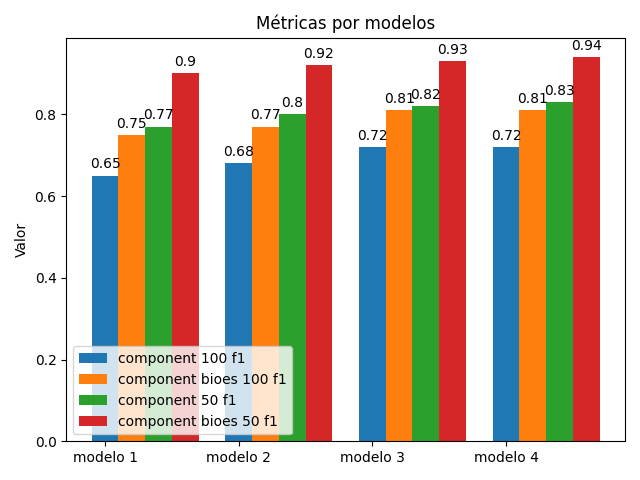 Métricas por modelos
Valor
0.8
0.6
0.4
0.2
0.0
0.65
0.75
0.77
0.9
0.68
0.77
0.8
0.92
0.72
0.81
0.82
0.93
0.72
0.81
0.83
0.94
component 100 f1
component bioes 100 f1
component 50 f1
component bioes 50 f1
modelo 1
modelo 2
modelo 3
modelo 4